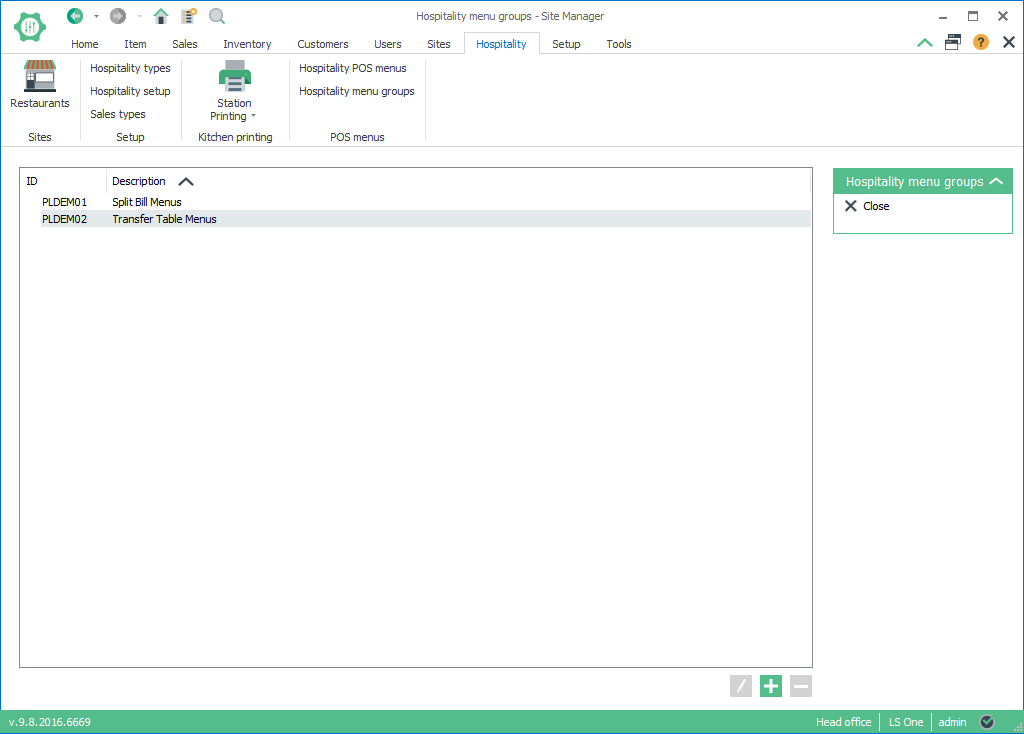 Hospitality menu groups - Site Manager
Home Item Sales Inventory Customers Users Sites Hospitality Setup Tools
Restaurants
Sites
Hospitality types
Hospitality setup
Sales types
Setup
Station
Printing
Kitchen printing
Hospitality POS menus
Hospitality menu groups
POS menus
ID Description
PLDEM01 Split Bill Menus
PLDEM02 Transfer Table Menus
Hospitality menu groups
Close
v.9.8.2016.6669 Head office LS One admin